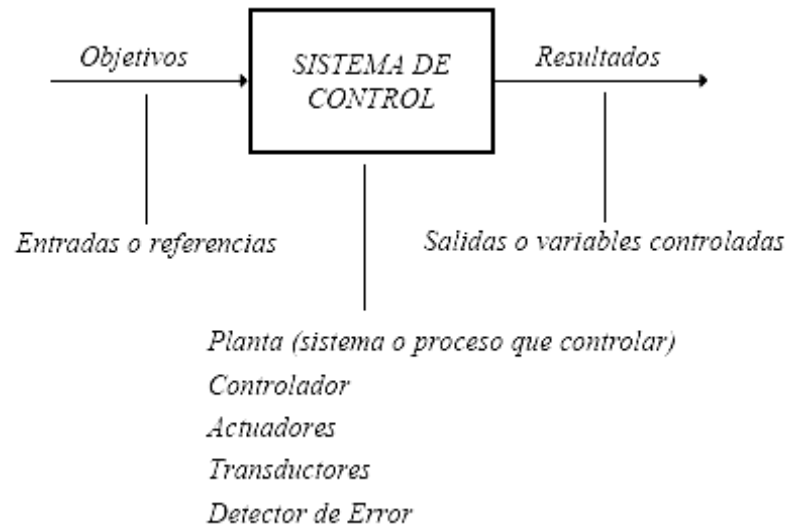 Objetivos
SISTEMA DE
CONTROL
Resultados
Entradas o referencias
Salidas o variables controladas
Planta (sistema o proceso que controlar)
Controlador
Actuadores
Transductores
Detector de Error